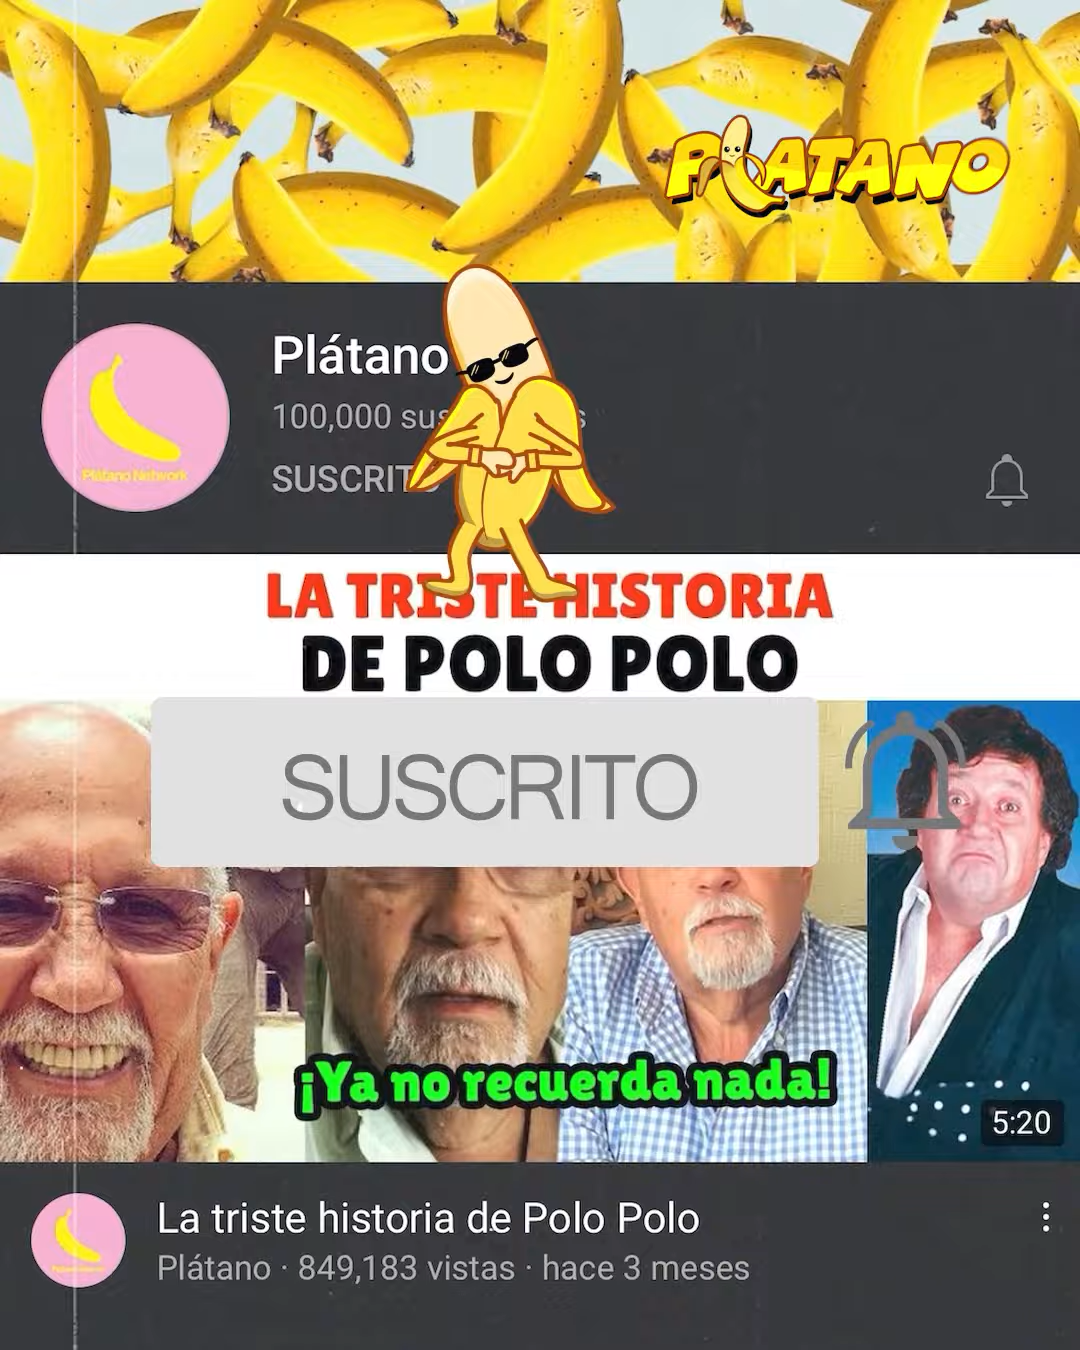 PLATANO
Plátano
100,000 sus
Plátano Network
SUSCRITO
LA TRISTE HISTORIA
DE POLO POLO
SUSCRITO
¡Ya no recuerda nada!
5:20
La triste historia de Polo Polo
Plátano · 849,183 vistas · hace 3 meses